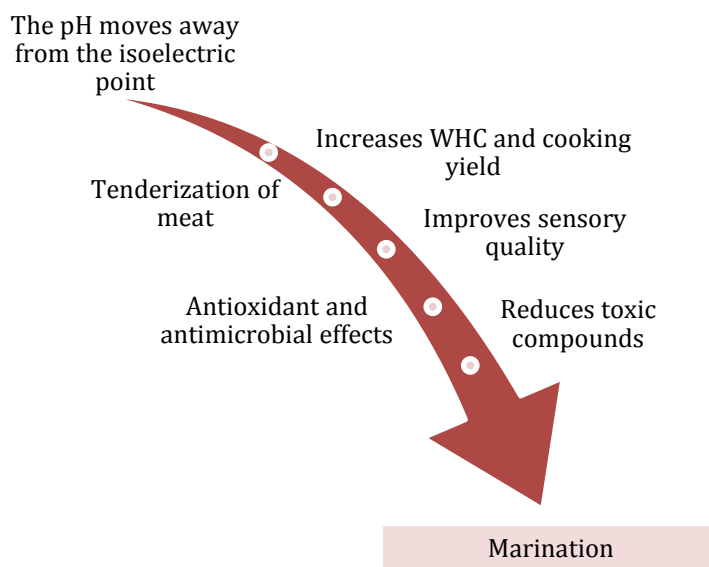 The pH moves away
from the isoelectric
point
Increases WHC and cooking
yield
Tenderization of
meat
Improves sensory
quality
Antioxidant and
antimicrobial effects
Reduces toxic
compounds
Marination